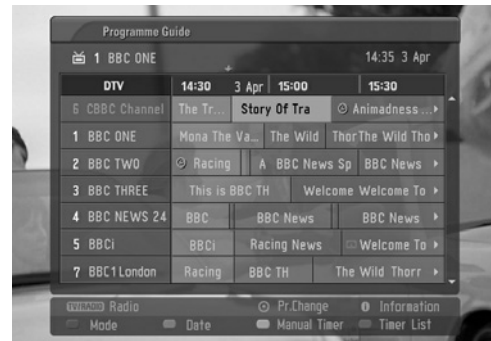 Programme Guide
1 BBC ONE 14:35 3 Apr
DTV 14:30 3 Apr 15:00 15:30
6 CBBC Channel The Tr... Story Of Tra Animadness ...
1 BBC ONE Mona The Va... The Wild ThorThe Wild Tho
2 BBC TWO Racing A BBC News Sp BBC News
3 BBC THREE This is BBC TH Welcome Welcome To
4 BBC NEWS 24 BBC BBC News BBC News
5 BBCi BBCi Racing News Welcome To
7 BBC1 London Racing BBC TH The Wild Thorr
TV/RADIO Radio Pr.Change Information
Mode Date Manual Timer Timer List